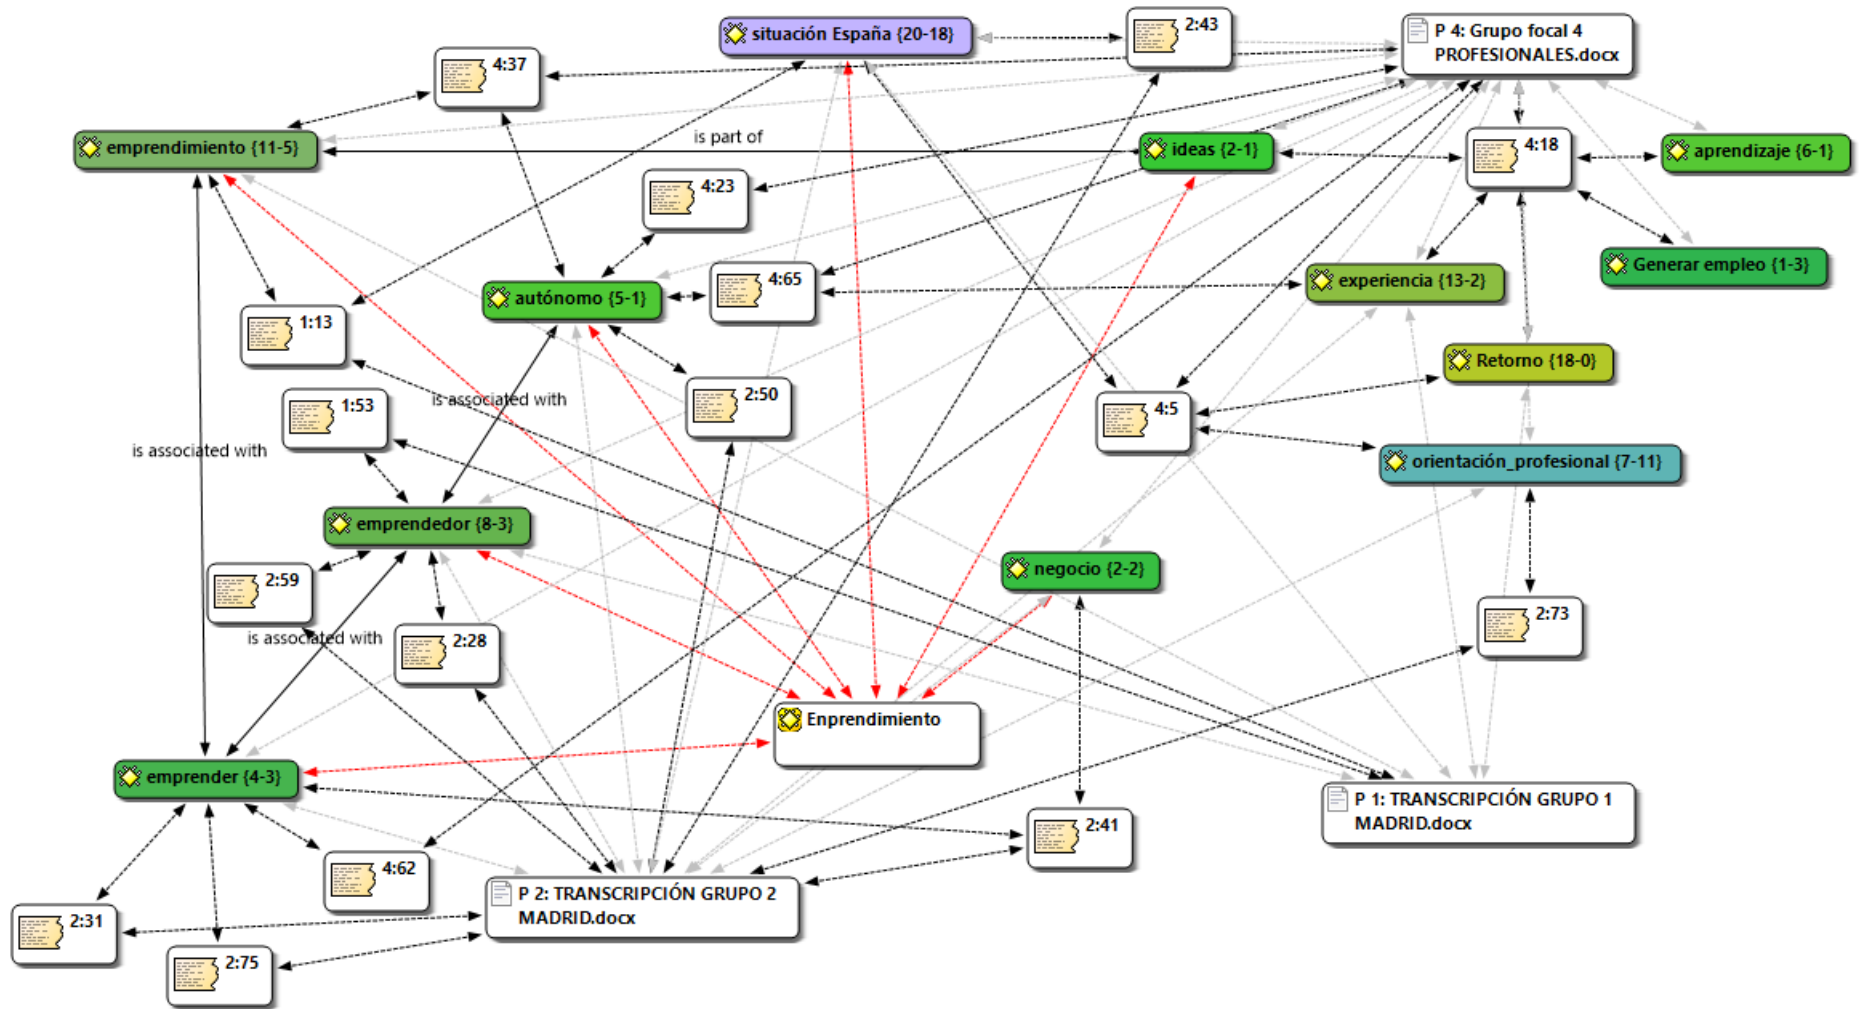 situación España {20-18}
2:43
P 4: Grupo focal 4
PROFESIONALES.docx
4:37
emprendimiento {11-5}
is part of
ideas {2-1}
4:18
aprendizaje {6-1}
4:23
Generar empleo {1-3}
autónomo {5-1}
4:65
experiencia {13-2}
1:13
Retorno {18-0}
1:53
is associated with
2:50
4:5
is associated with
orientación_profesional {7-11}
emprendedor {8-3}
negocio {2-2}
2:59
2:73
is associated with
2:28
Enprendimiento
emprender {4-3}
P 1: TRANSCRIPCIÓN GRUPO 1
MADRID.docx
2:41
4:62
P 2: TRANSCRIPCIÓN GRUPO 2
MADRID.docx
2:31
2:75